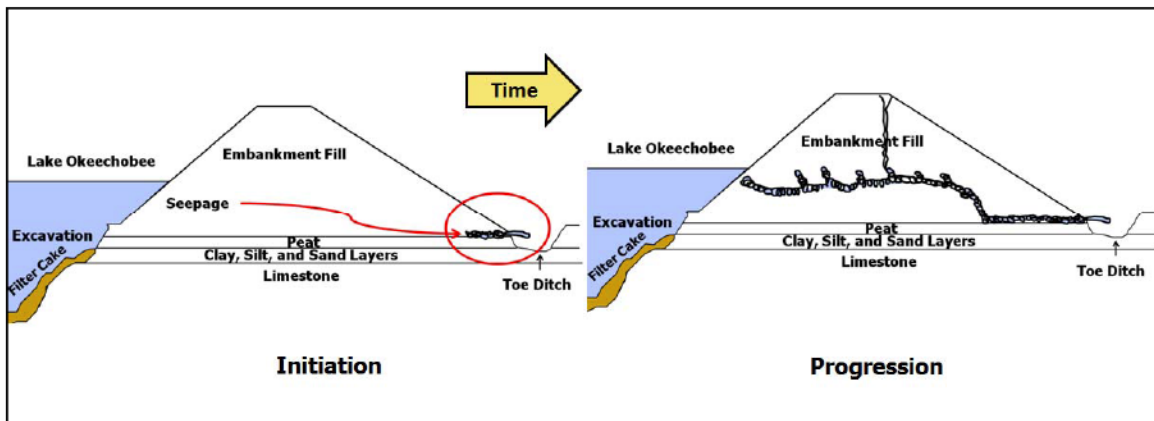 Time
Lake Okeechobee
Embankment Fill
Seepage
Excavation
Filter Cake
Peat
Clay, Silt, and Sand Layers
Limestone
Toe Ditch
Initiation
Lake Okeechobee
Embankment Fill
Excavation
Filter Cake
Peat
Clay, Silt, and Sand Layers
Limestone
Toe Ditch
Progression